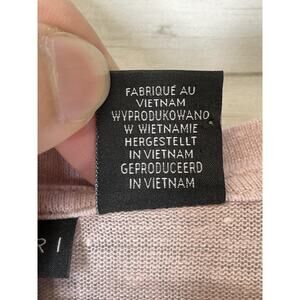 FABRIQUÉ AU
VIETNAM
WYPRODUKOWANO
W WIETNAMIE
HERGESTELLT
IN VIETNAM
GEPRODUCEERD
IN VIETNAM
R I